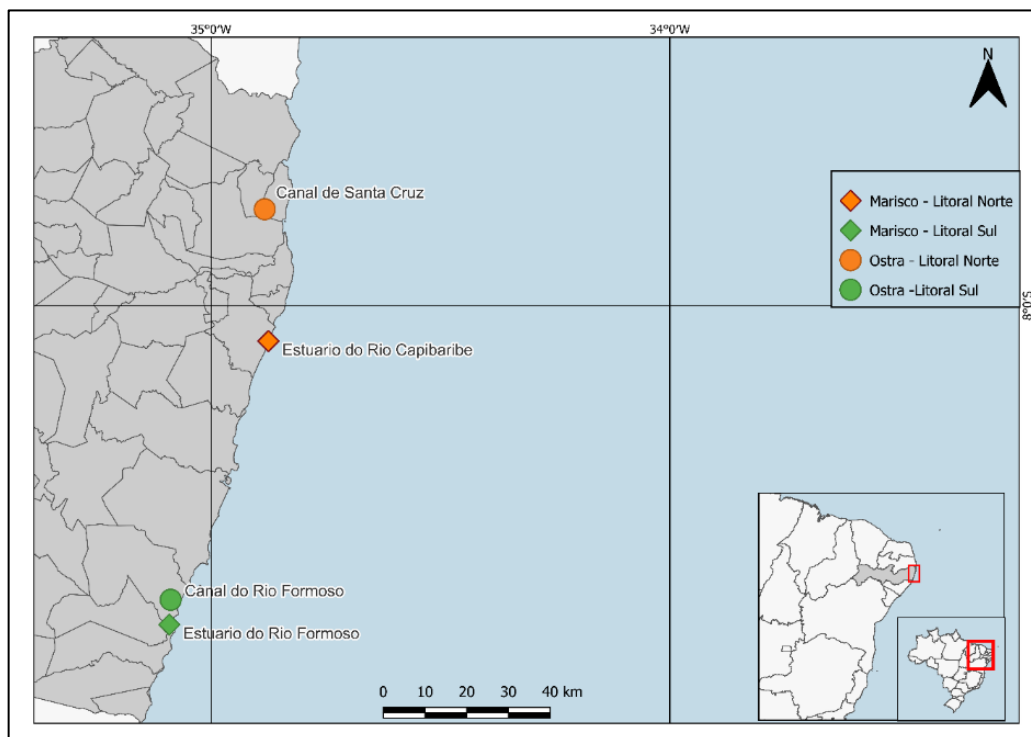 35°0'W
34°0'W
N
Canal de Santa Cruz
Marisco - Litoral Norte
Marisco - Litoral Sul
Ostra - Litoral Norte
Ostra -Litoral Sul
8°0'S
Estuario do Rio Capibaribe
Canal do Rio Formoso
Estuario do Rio Formoso
0 10 20 30 40 km